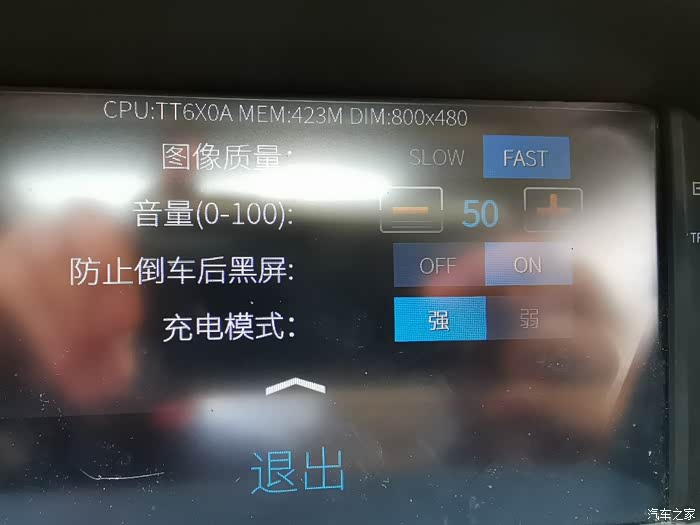 CPU:TT6X0A MEM:423M DIM:800x480
图像质量: SLOW FAST
音量(0-100): 50
防止倒车后黑屏: OFF ON
充电模式: 强 弱
退出
汽车之家